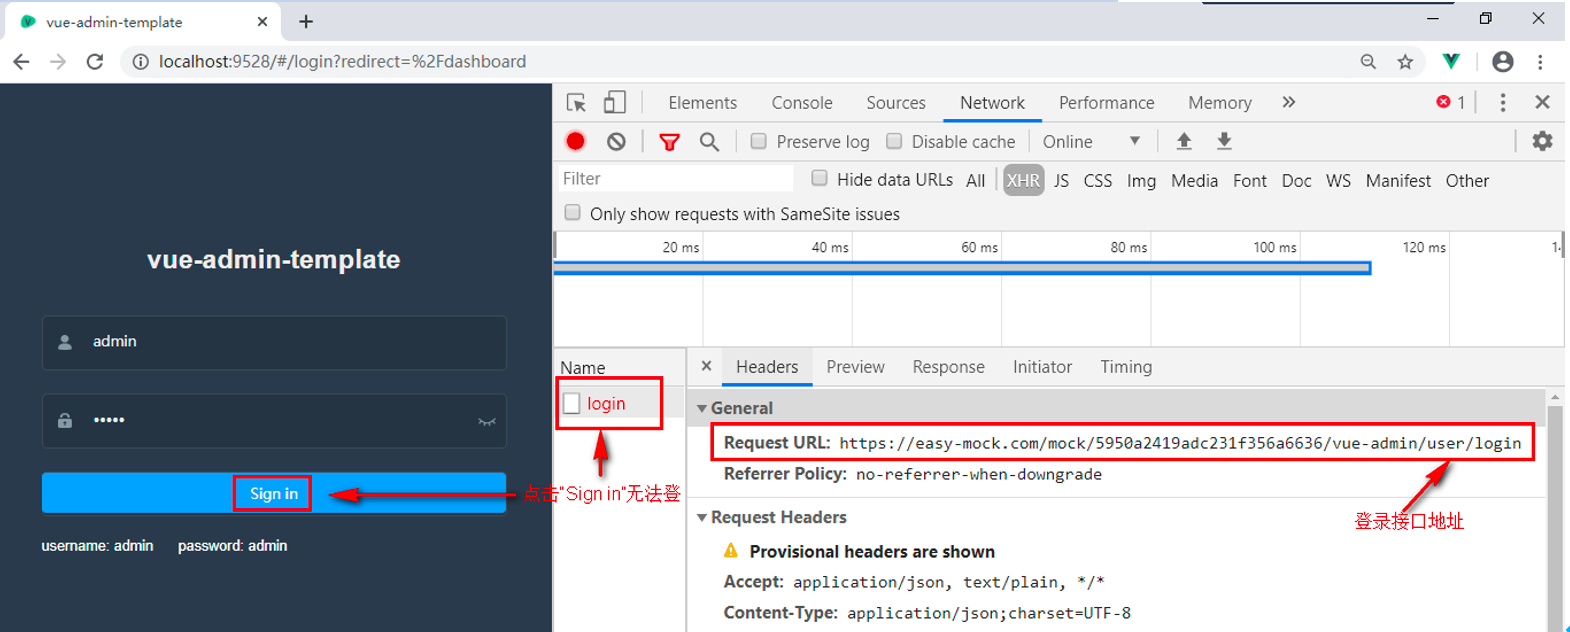 vue-admin-template
localhost:9528/#/login?redirect=%2Fdashboard
Elements Console Sources Network Performance Memory » 1
Preserve log Disable cache Online
Filter Hide data URLs All XHR JS CSS Img Media Font Doc WS Manifest Other
Only show requests with SameSite issues
20 ms 40 ms 60 ms 80 ms 100 ms 120 ms
vue-admin-template
admin
•••••
Sign in
username: admin password: admin
点击"Sign in"无法登
Name
login
Headers Preview Response Initiator Timing
General
Request URL: https://easy-mock.com/mock/5950a2419adc231f356a6636/vue-admin/user/login
Referrer Policy: no-referrer-when-downgrade
登录接口地址
Request Headers
Provisional headers are shown
Accept: application/json, text/plain, */*
Content-Type: application/json;charset=UTF-8